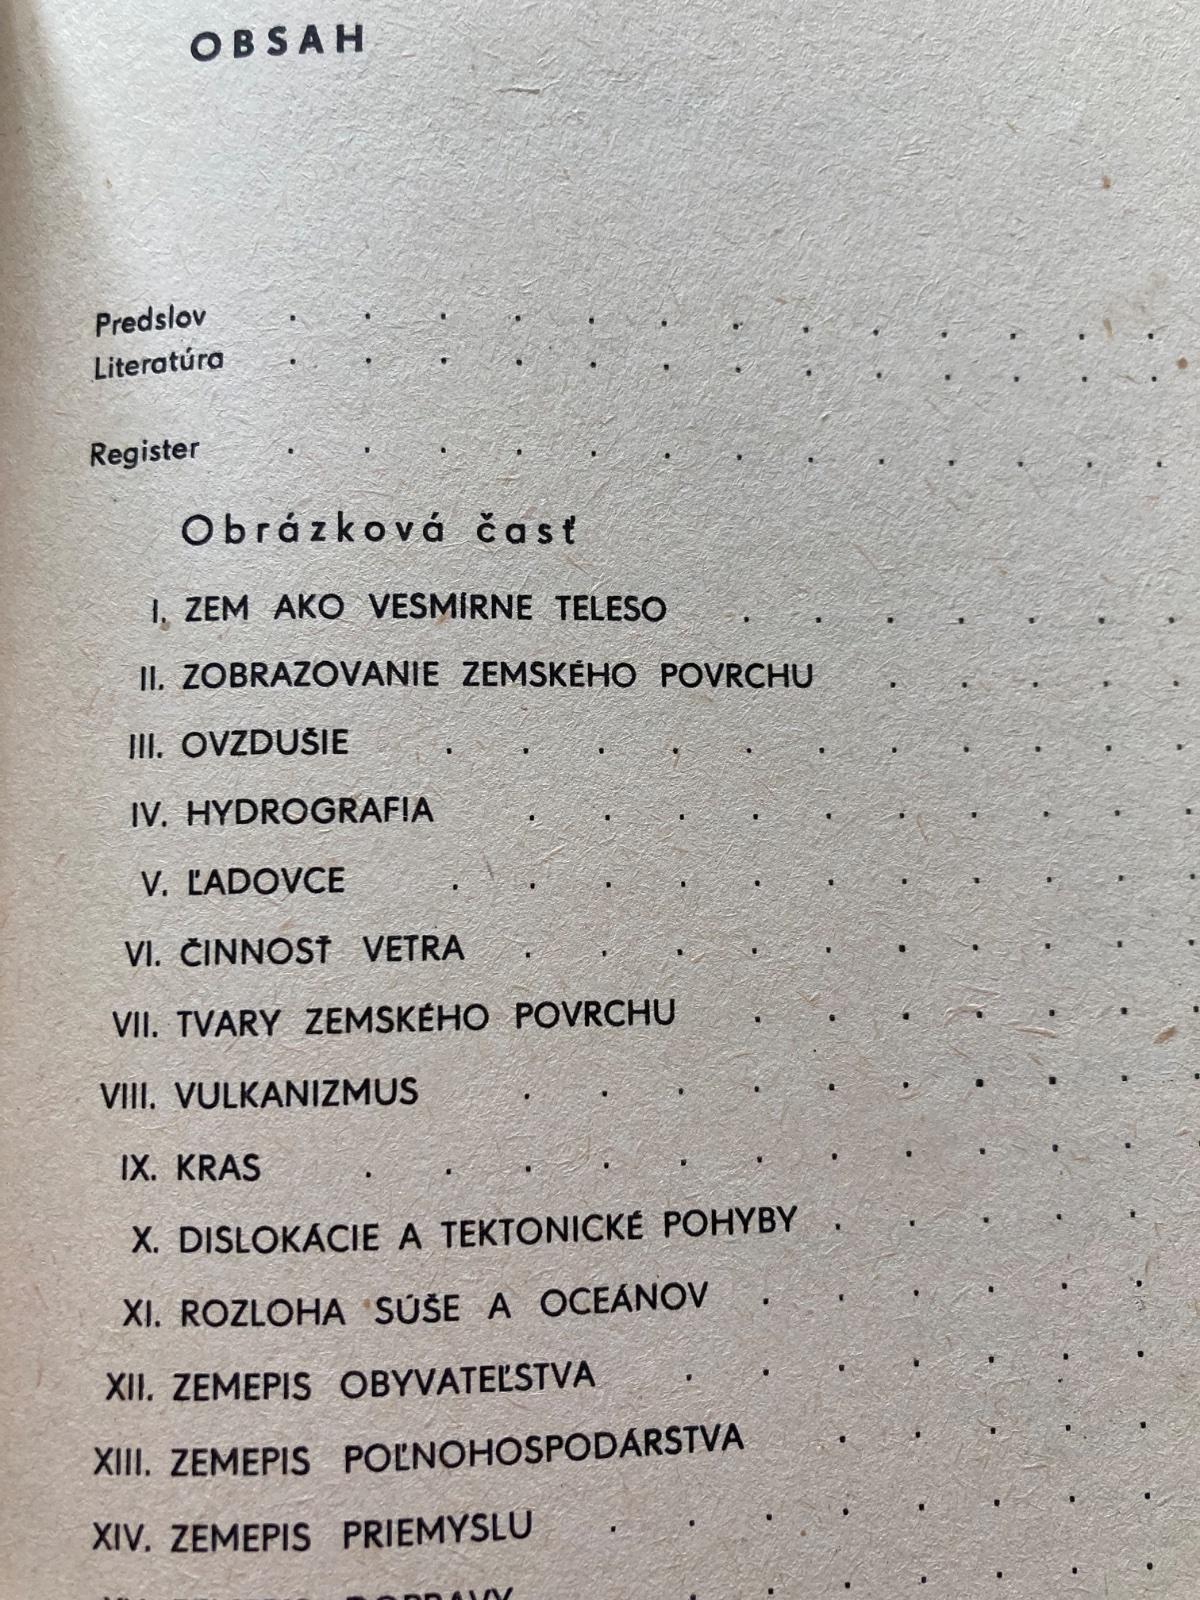 OBSAH
Predslov . . . . . . . . . . . . .
Literatúra . . . . . . . . . . . . .
Register . . . . . . . . . . . . .
Obrázková časť
I. ZEM AKO VESMÍRNE TELESO . . . . . . .
II. ZOBRAZOVANIE ZEMSKÉHO POVRCHU . . . . .
III. OVZDUŠIE . . . . . . . . . . .
IV. HYDROGRAFIA . . . . . . . . . .
V. ĽADOVCE . . . . . . . . . . .
VI. ČINNOSŤ VETRA . . . . . . . . . .
VII. TVARY ZEMSKÉHO POVRCHU . . . . . . .
VIII. VULKANIZMUS . . . . . . . . . .
IX. KRAS . . . . . . . . . . . .
X. DISLOKÁCIE A TEKTONICKÉ POHYBY . . . . .
XI. ROZLOHA SÚŠE A OCEÁNOV . . . . . .
XII. ZEMEPIS OBYVATEĽSTVA . . . . . . .
XIII. ZEMEPIS POĽNOHOSPODÁRSTVA . . . . .
XIV. ZEMEPIS PRIEMYSLU . . . . . . . .
DOPRAVY . . . . . . .